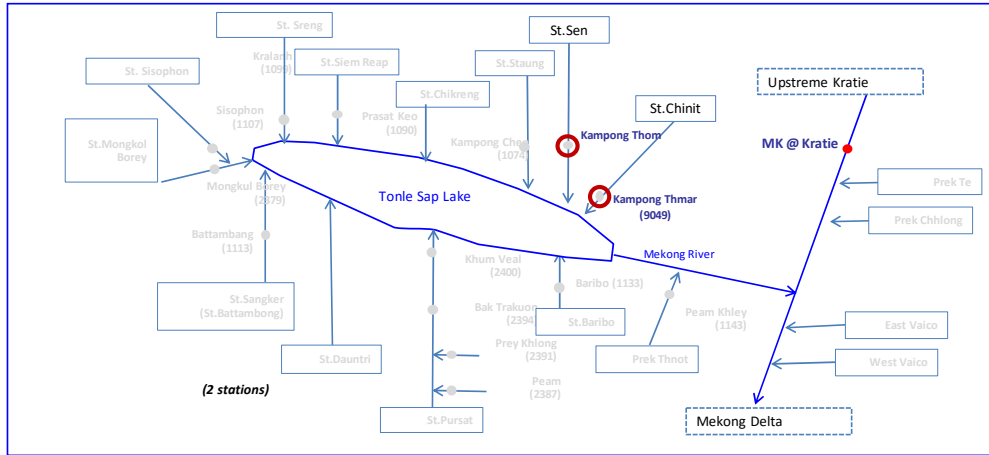 St. Sreng
St.Sen
Kralanh
(1099)
St.Siem Reap
St.Staung
St. Sisophon
Upstreme Kratie
St.Chikreng
St.Chinit
Prasat Keo
(1090)
Sisophon
(1107)
Kampong Thom
Kampong Che
(1074)
St.Mongkol
Borey
MK @ Kratie
Mongkul Borey
(2379)
Tonle Sap Lake
Kampong Thmar
(9049)
Prek Te
Prek Chhlong
Battambang
(1113)
Khum Veal
(2400)
Mekong River
Baribo (1133)
St.Sangker
(St.Battambong)
Bak Trakuon
(2394)
St.Baribo
Peam Khley
(1143)
East Vaico
Prey Khlong
(2391)
St.Dauntri
Prek Thnot
West Vaico
(2 stations)
Peam
(2387)
St.Pursat
Mekong Delta